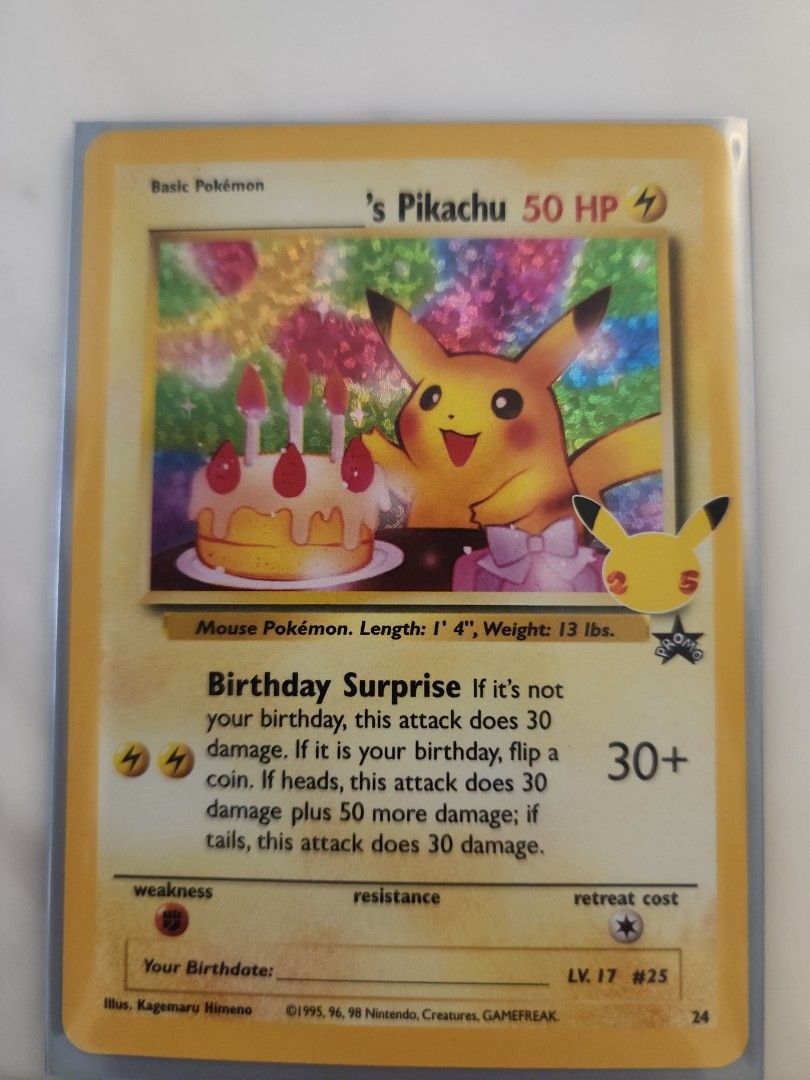 Basic Pokémon
's Pikachu 50 HP
25
Mouse Pokémon. Length: 1' 4", Weight: 13 lbs.
PROMO
Birthday Surprise If it's not
your birthday, this attack does 30
damage. If it is your birthday, flip a
coin. If heads, this attack does 30
damage plus 50 more damage; if
tails, this attack does 30 damage.
30+
weakness resistance retreat cost
Your Birthdate: LV. 17 #25
Illus. Kagemaru Himeno ©1995, 96, 98 Nintendo, Creatures, GAMEFREAK. 24